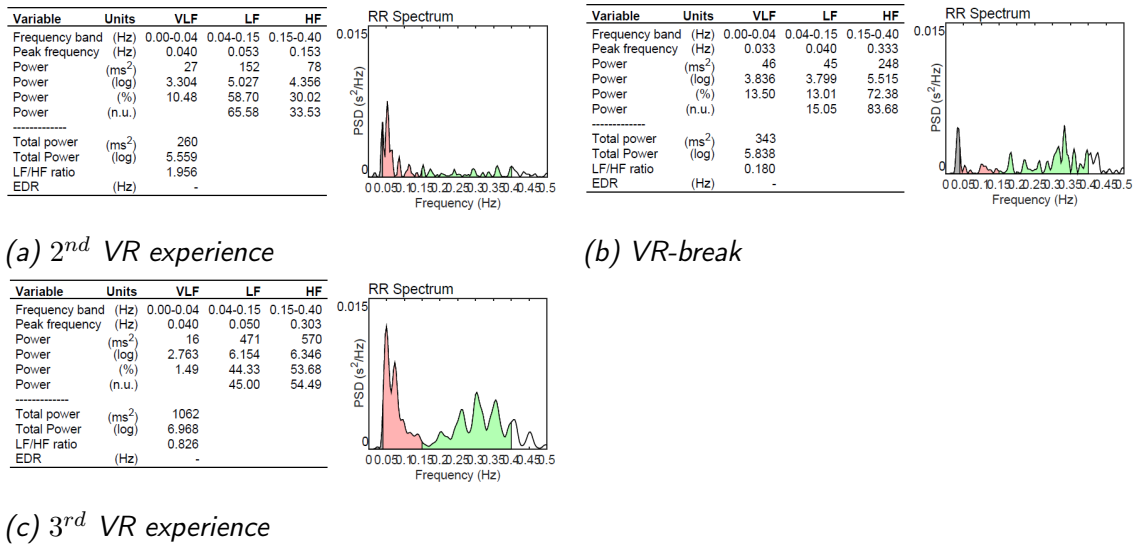 Variable Units VLF LF HF
Frequency band (Hz) 0.00-0.04 0.04-0.15 0.15-0.40
Peak frequency (Hz) 0.040 0.053 0.153
Power (ms²) 27 152 78
Power (log) 3.304 5.027 4.356
Power (%) 10.48 58.70 30.02
Power (n.u.) 65.58 33.53
-------------
Total power (ms²) 260
Total Power (log) 5.559
LF/HF ratio 1.956
EDR (Hz) -
RR Spectrum
0.015
PSD (s²/Hz)
0
0 0.05 0.1 0.15 0.2 0.25 0.3 0.35 0.4 0.45 0.5
Frequency (Hz)
(a) 2nd VR experience
Variable Units VLF LF HF
Frequency band (Hz) 0.00-0.04 0.04-0.15 0.15-0.40
Peak frequency (Hz) 0.033 0.040 0.333
Power (ms²) 46 45 248
Power (log) 3.836 3.799 5.515
Power (%) 13.50 13.01 72.38
Power (n.u.) 15.05 83.68
-------------
Total power (ms²) 343
Total Power (log) 5.838
LF/HF ratio 0.180
EDR (Hz) -
RR Spectrum
0.015
PSD (s²/Hz)
0
0 0.05 0.1 0.15 0.2 0.25 0.3 0.35 0.4 0.45 0.5
Frequency (Hz)
(b) VR-break
Variable Units VLF LF HF
Frequency band (Hz) 0.00-0.04 0.04-0.15 0.15-0.40
Peak frequency (Hz) 0.040 0.050 0.303
Power (ms²) 16 471 570
Power (log) 2.763 6.154 6.346
Power (%) 1.49 44.33 53.68
Power (n.u.) 45.00 54.49
-------------
Total power (ms²) 1062
Total Power (log) 6.968
LF/HF ratio 0.826
EDR (Hz) -
RR Spectrum
0.015
PSD (s²/Hz)
0
0 0.05 0.1 0.15 0.2 0.25 0.3 0.35 0.4 0.45 0.5
Frequency (Hz)
(c) 3rd VR experience